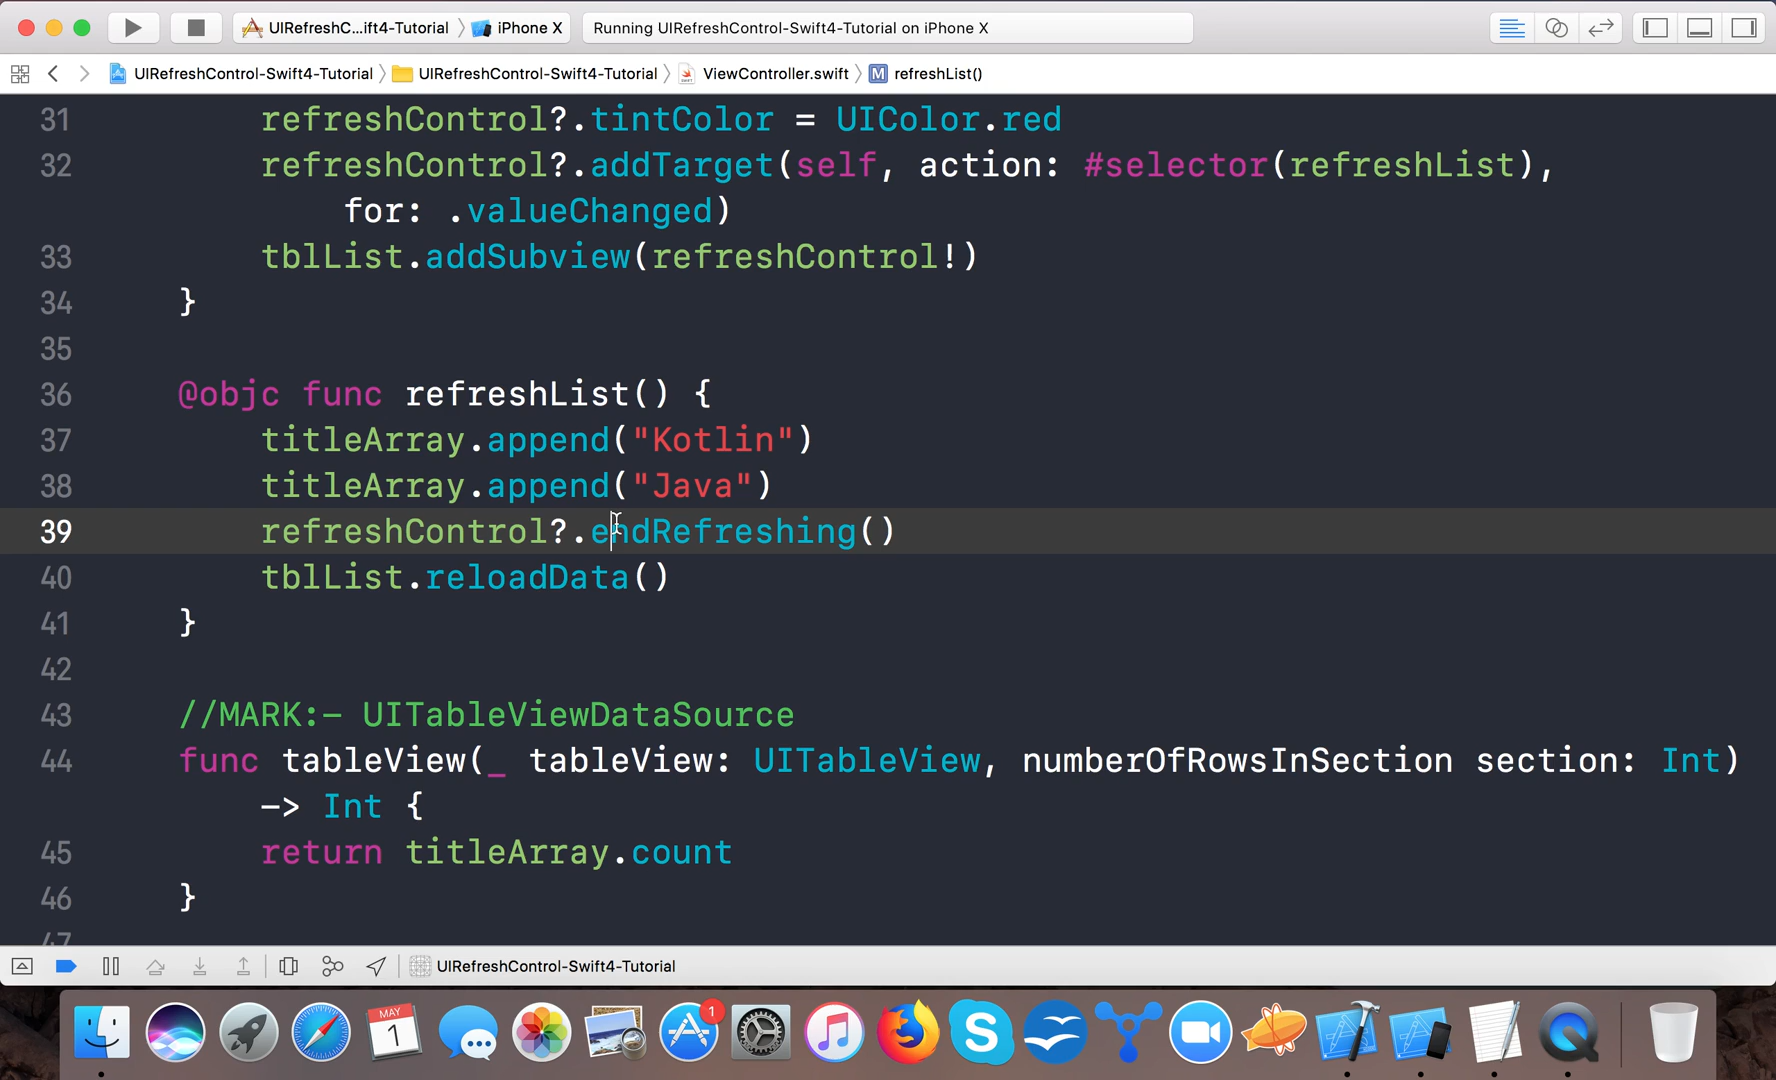 UIRefreshC...ift4-Tutorial iPhone X Running UIRefreshControl-Swift4-Tutorial on iPhone X
UIRefreshControl-Swift4-Tutorial UIRefreshControl-Swift4-Tutorial ViewController.swift M refreshList()
31 refreshControl?.tintColor = UIColor.red
32 refreshControl?.addTarget(self, action: #selector(refreshList),
for: .valueChanged)
33 tblList.addSubview(refreshControl!)
34 }
35
36 @objc func refreshList() {
37 titleArray.append("Kotlin")
38 titleArray.append("Java")
39 refreshControl?.endRefreshing()
40 tblList.reloadData()
41 }
42
43 //MARK:- UITableViewDataSource
44 func tableView(_ tableView: UITableView, numberOfRowsInSection section: Int)
-> Int {
45 return titleArray.count
46 }
47
UIRefreshControl-Swift4-Tutorial
MAY
1
1
S